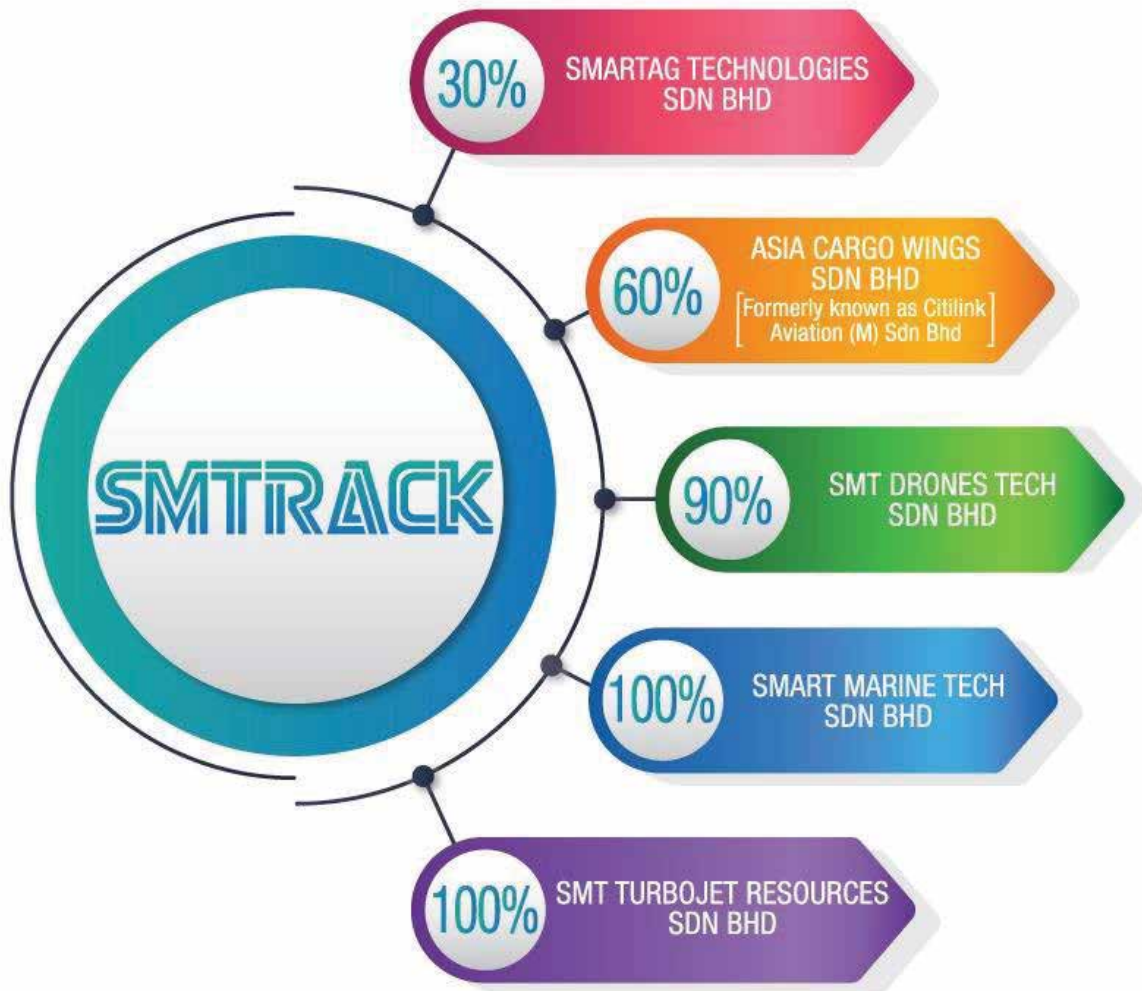 30%
SMARTAG TECHNOLOGIES
SDN BHD
60%
ASIA CARGO WINGS
SDN BHD
[Formerly known as Citilink
Aviation (M) Sdn Bhd]
SMTRACK
90%
SMT DRONES TECH
SDN BHD
100%
SMART MARINE TECH
SDN BHD
100%
SMT TURBOJET RESOURCES
SDN BHD